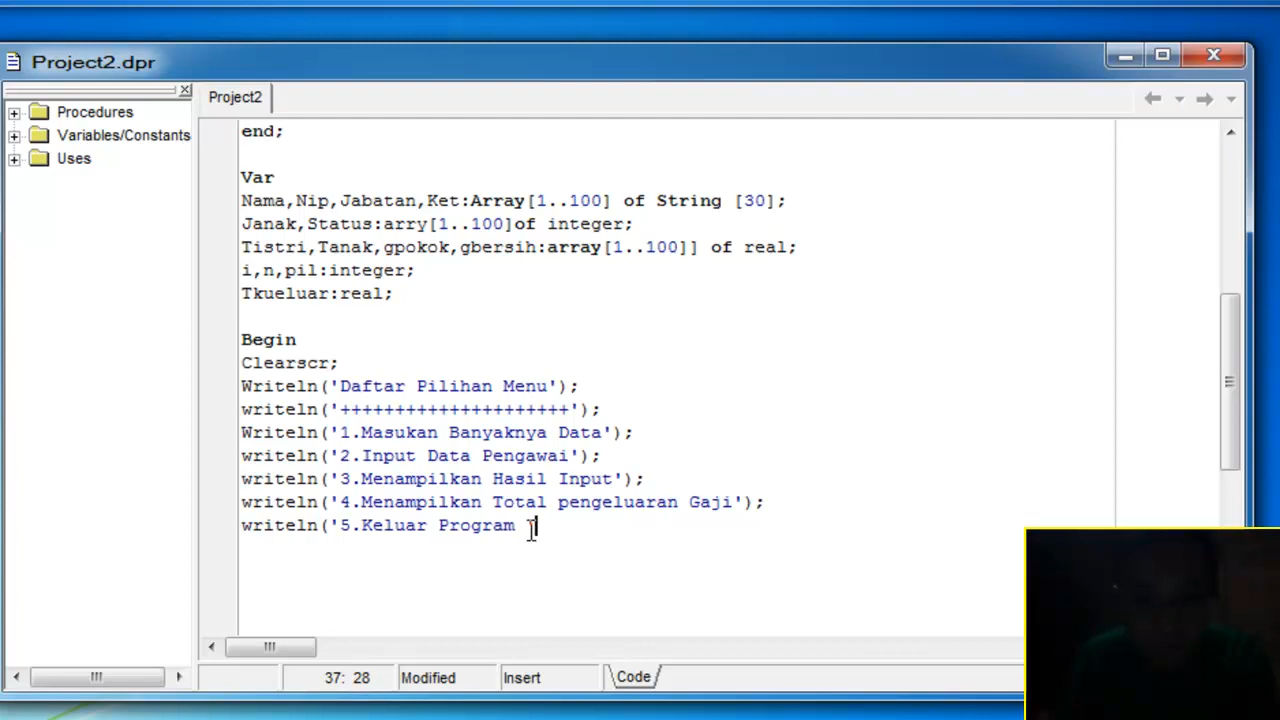 Project2.dpr
Procedures
Variables/Constants
Uses
Project2
end;
Var
Nama,Nip,Jabatan,Ket:Array[1..100] of String [30];
Janak,Status:arry[1..100]of integer;
Tistri,Tanak,gpokok,gbersih:array[1..100]] of real;
i,n,pil:integer;
Tkueluar:real;
Begin
Clearscr;
Writeln('Daftar Pilihan Menu');
writeln('+++++++++++++++++++++');
Writeln('1.Masukan Banyaknya Data');
writeln('2.Input Data Pengawai');
writeln('3.Menampilkan Hasil Input');
writeln('4.Menampilkan Total pengeluaran Gaji');
writeln('5.Keluar Program
37: 28
Modified
Insert
Code